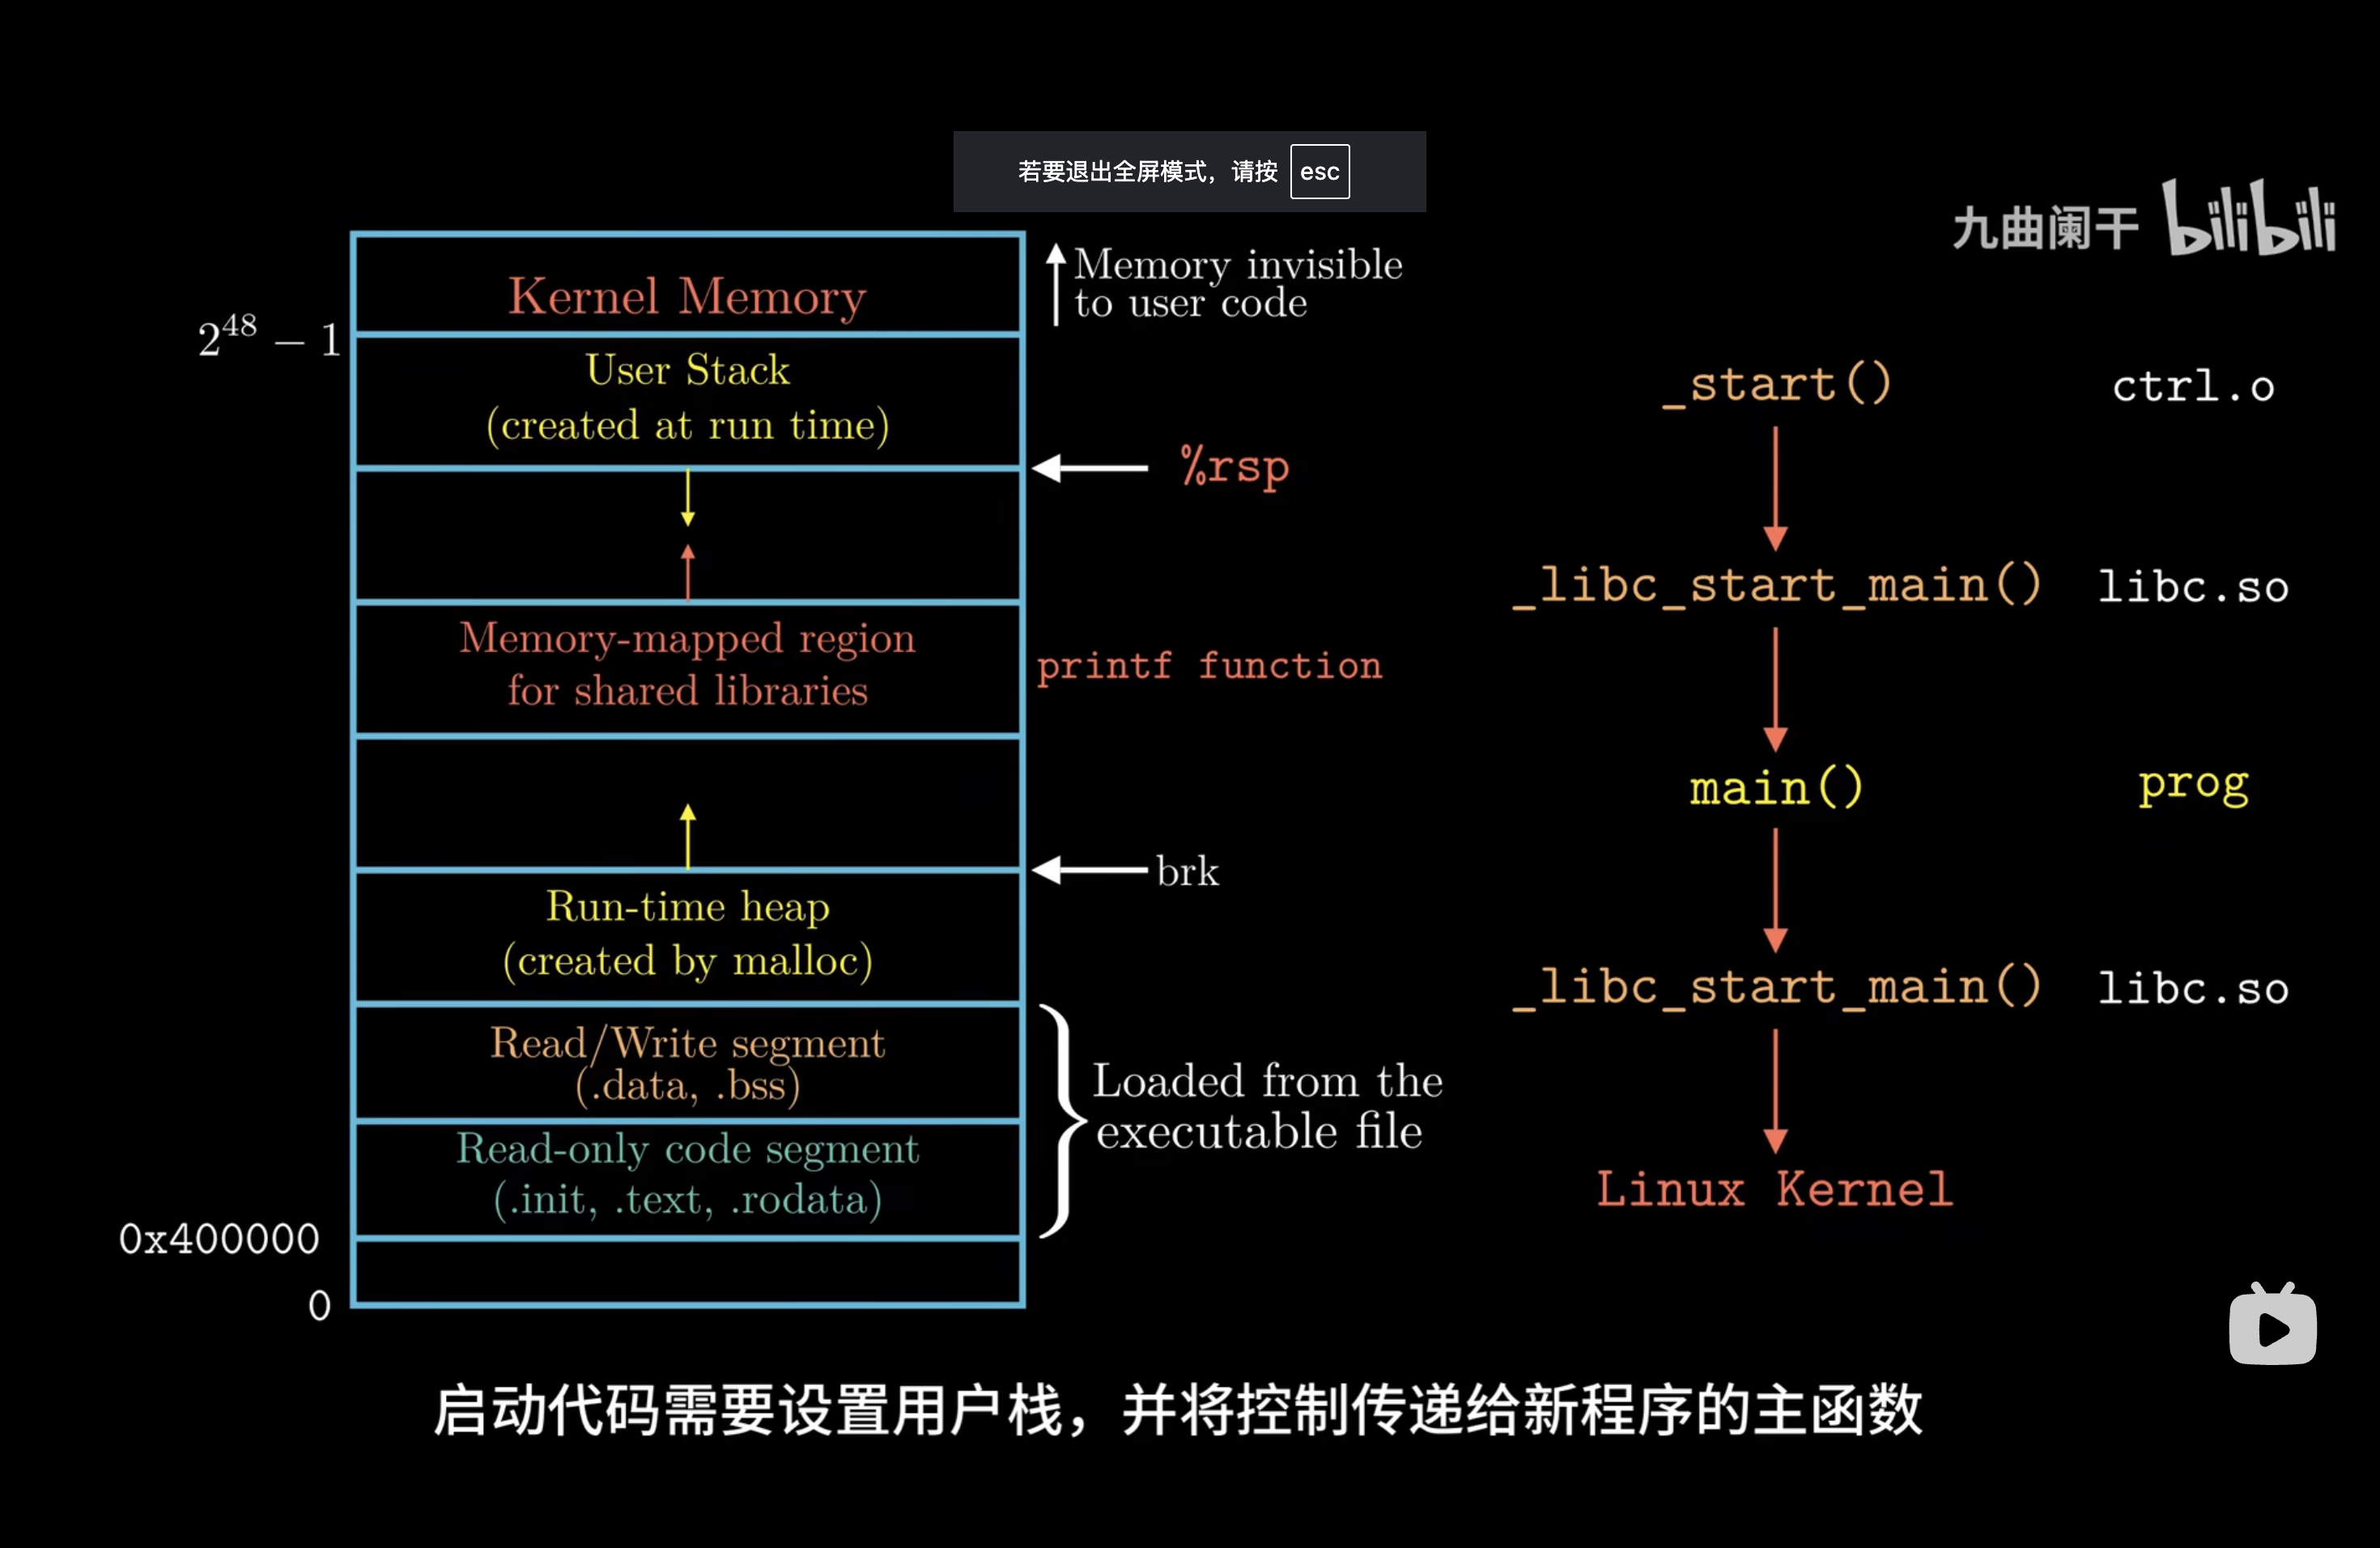 若要退出全屏模式，请按 esc
九曲阑干 bilibili
Kernel Memory
Memory invisible
to user code
2^48 − 1
User Stack
(created at run time)
%rsp
Memory-mapped region
for shared libraries
printf function
brk
Run-time heap
(created by malloc)
Read/Write segment
(.data, .bss)
Loaded from the
executable file
Read-only code segment
(.init, .text, .rodata)
0x400000
0
_start() ctrl.o
_libc_start_main() libc.so
main() prog
_libc_start_main() libc.so
Linux Kernel
启动代码需要设置用户栈，并将控制传递给新程序的主函数